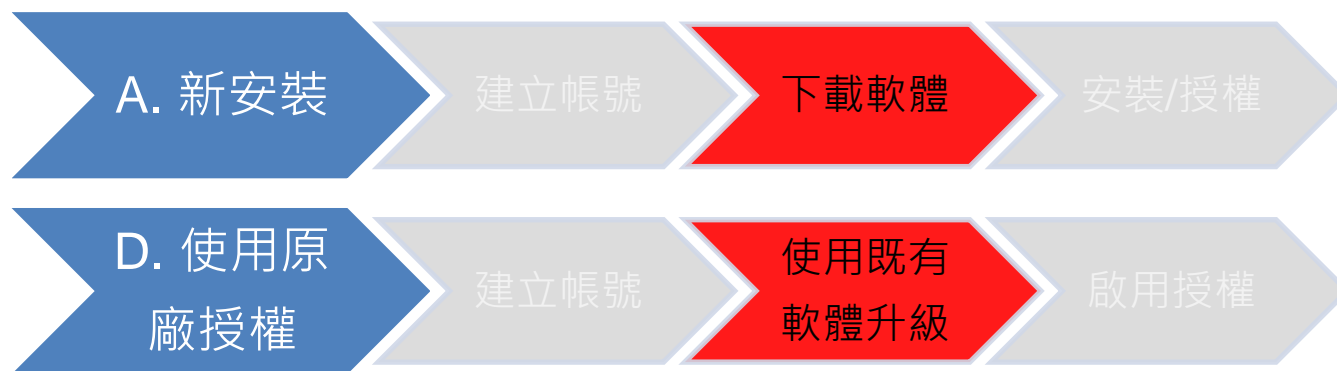 A. 新安裝
建立帳號
下載軟體
安裝/授權
D. 使用原
廠授權
建立帳號
使用既有
軟體升級
啟用授權